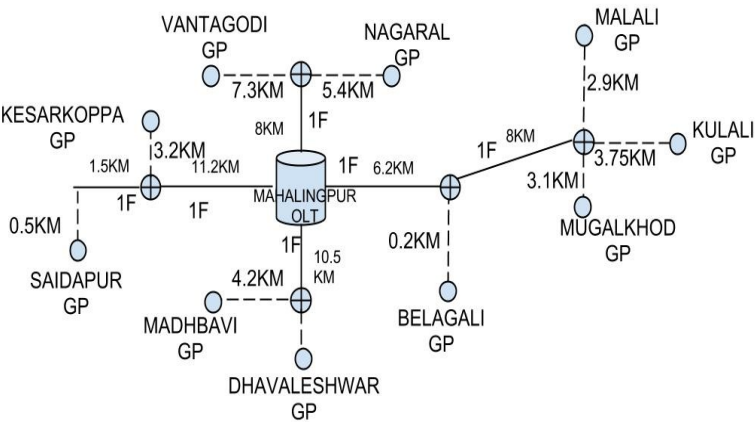 VANTAGODI
GP
NAGARAL
GP
MALALI
GP
7.3KM
5.4KM
2.9KM
KESARKOPPA
GP
8KM
1F
3.2KM
1F
8KM
KULALI
GP
3.75KM
1.5KM
11.2KM
1F
6.2KM
3.1KM
1F
1F
MAHALINGPUR
OLT
0.5KM
0.2KM
MUGALKHOD
GP
1F
10.5
KM
SAIDAPUR
GP
4.2KM
MADHBAVI
GP
BELAGALI
GP
DHAVALESHWAR
GP